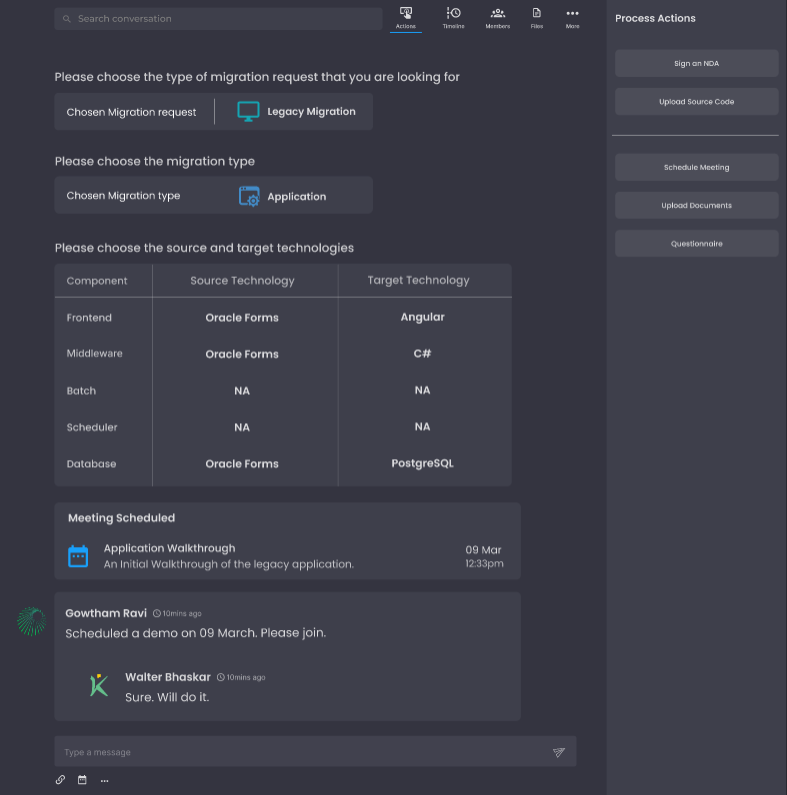 Search conversation
Actions
Timeline
Members
Files
More
Please choose the type of migration request that you are looking for
Chosen Migration request Legacy Migration
Please choose the migration type
Chosen Migration type Application
Please choose the source and target technologies
Component Source Technology Target Technology
Frontend Oracle Forms Angular
Middleware Oracle Forms C#
Batch NA NA
Scheduler NA NA
Database Oracle Forms PostgreSQL
Meeting Scheduled
Application Walkthrough 09 Mar
An Initial Walkthrough of the legacy application. 12:33pm
Gowtham Ravi 10mins ago
Scheduled a demo on 09 March. Please join.
Walter Bhaskar 10mins ago
Sure. Will do it.
Type a message
Process Actions
Sign an NDA
Upload Source Code
Schedule Meeting
Upload Documents
Questionnaire